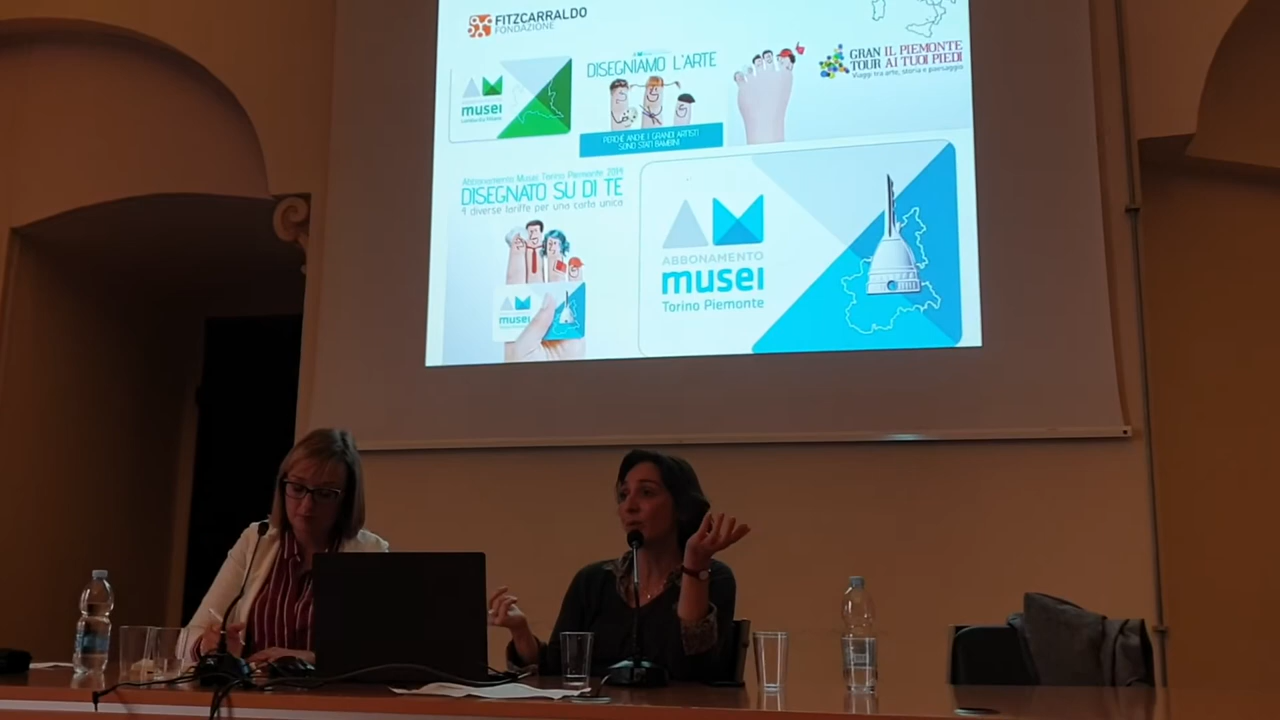 FITZCARRALDO
FONDAZIONE
musei
DISEGNIAMO L'ARTE
PERCHÉ ANCHE I GRANDI ARTISTI
SONO STATI BAMBINI
GRAN TOUR
IL PIEMONTE
AI TUOI PIEDI
Viaggi tra arte, storia e paesaggio
Abbonamento Musei Torino Piemonte 2019
DISEGNATO SU DI TE
4 diverse tariffe per una carta unica
musei
ABBONAMENTO
musei
Torino Piemonte